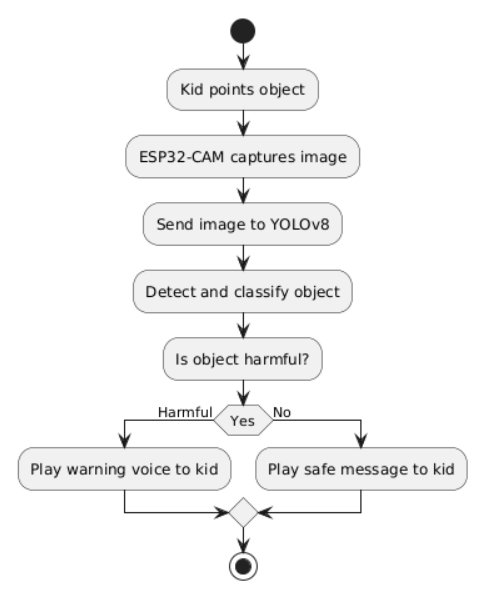 Kid points object
ESP32-CAM captures image
Send image to YOLOv8
Detect and classify object
Is object harmful?
Harmful
Yes
No
Play warning voice to kid
Play safe message to kid